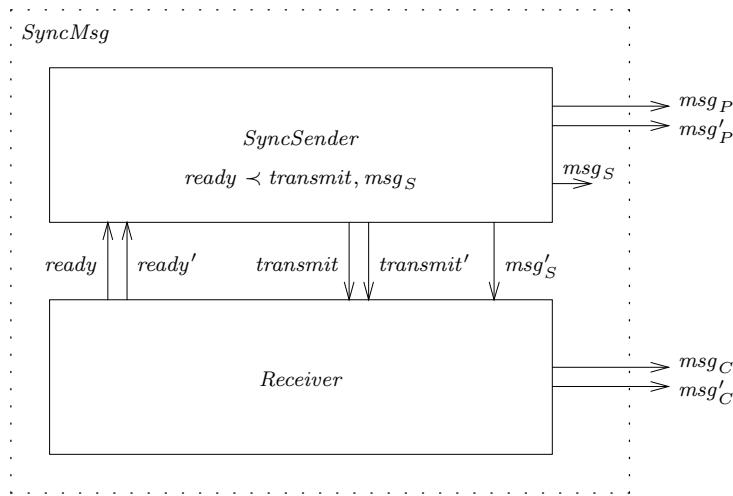 SyncMsg
msg_P
msg'_P
SyncSender
ready ≺ transmit, msg_S
msg_S
ready
ready'
transmit
transmit'
msg'_S
Receiver
msg_C
msg'_C